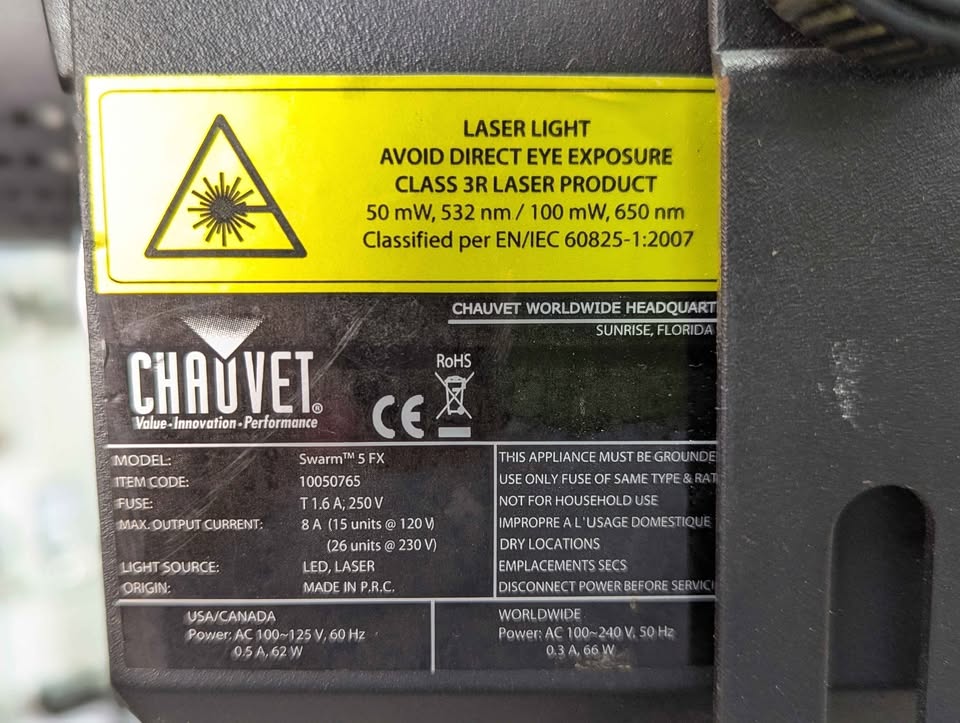 LASER LIGHT
AVOID DIRECT EYE EXPOSURE
CLASS 3R LASER PRODUCT
50 mW, 532 nm / 100 mW, 650 nm
Classified per EN/IEC 60825-1:2007
CHAUVET WORLDWIDE HEADQUART
SUNRISE, FLORIDA
CHAUVET®
Value - Innovation - Performance
RoHS
CE
MODEL: Swarm™ 5 FX
ITEM CODE: 10050765
FUSE: T 1.6 A, 250 V
MAX. OUTPUT CURRENT: 8 A (15 units @ 120 V)
(26 units @ 230 V)
LIGHT SOURCE: LED, LASER
ORIGIN: MADE IN P.R.C.
THIS APPLIANCE MUST BE GROUNDE
USE ONLY FUSE OF SAME TYPE & RAT
NOT FOR HOUSEHOLD USE
IMPROPRE A L'USAGE DOMESTIQUE
DRY LOCATIONS
EMPLACEMENTS SECS
DISCONNECT POWER BEFORE SERVICI
USA/CANADA
Power: AC 100~125 V, 60 Hz
0.5 A, 62 W
WORLDWIDE
Power: AC 100~240 V, 50 Hz
0.3 A, 66 W